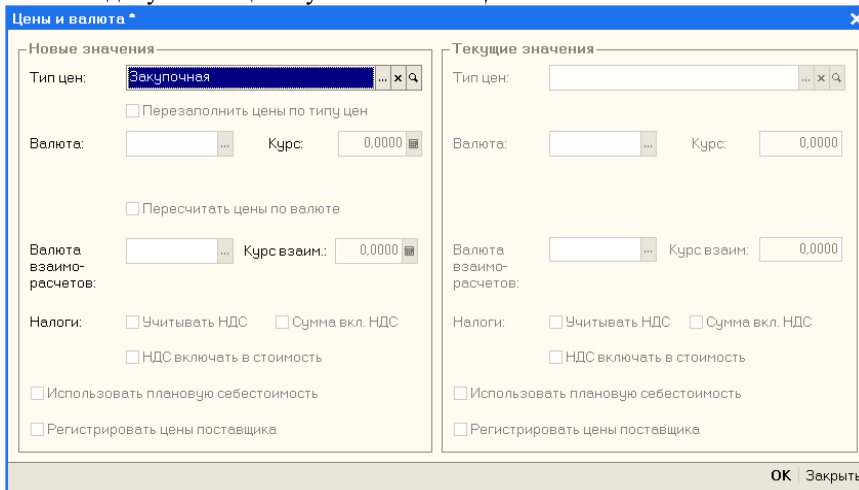 Цены и валюта *
Новые значения
Тип цен: Закупочная ... x
Перезаполнить цены по типу цен
Валюта: ... Курс: 0,0000
Пересчитать цены по валюте
Валюта взаимо-расчетов: ... Курс взаим.: 0,0000
Налоги: Учитывать НДС Сумма вкл. НДС
НДС включать в стоимость
Использовать плановую себестоимость
Регистрировать цены поставщика
Текущие значения
Тип цен: ... x
Валюта: ... Курс: 0,0000
Валюта взаимо-расчетов: ... Курс взаим: 0,0000
Налоги: Учитывать НДС Сумма вкл. НДС
НДС включать в стоимость
Использовать плановую себестоимость
Регистрировать цены поставщика
OK Закрыть